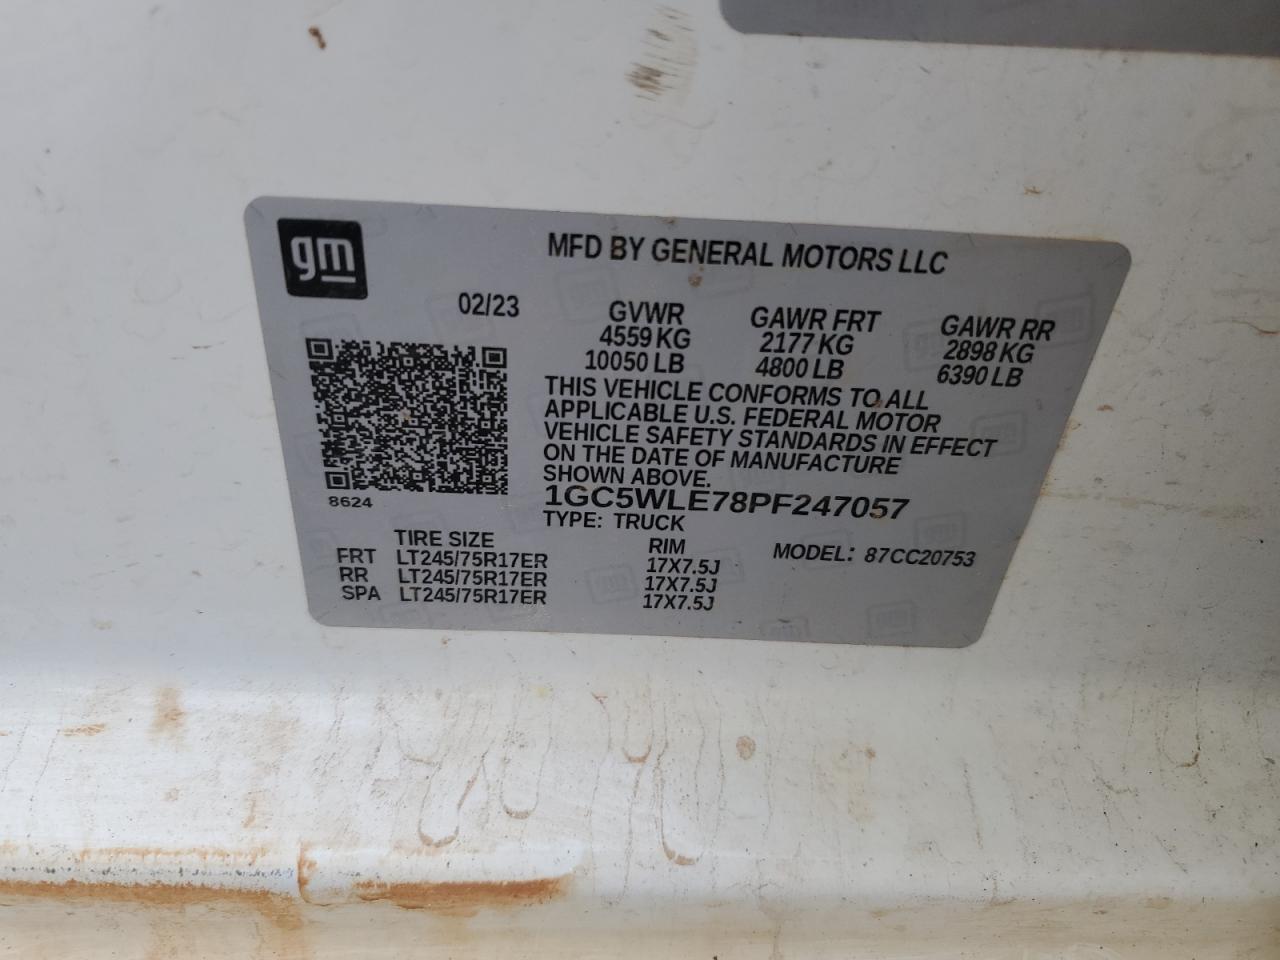 gm
MFD BY GENERAL MOTORS LLC
02/23
GVWR GAWR FRT GAWR RR
4559 KG 2177 KG 2898 KG
10050 LB 4800 LB 6390 LB
THIS VEHICLE CONFORMS TO ALL
APPLICABLE U.S. FEDERAL MOTOR
VEHICLE SAFETY STANDARDS IN EFFECT
ON THE DATE OF MANUFACTURE
SHOWN ABOVE.
8624
1GC5WLE78PF247057
TYPE: TRUCK
TIRE SIZE RIM MODEL: 87CC20753
FRT LT245/75R17ER 17X7.5J
RR LT245/75R17ER 17X7.5J
SPA LT245/75R17ER 17X7.5J